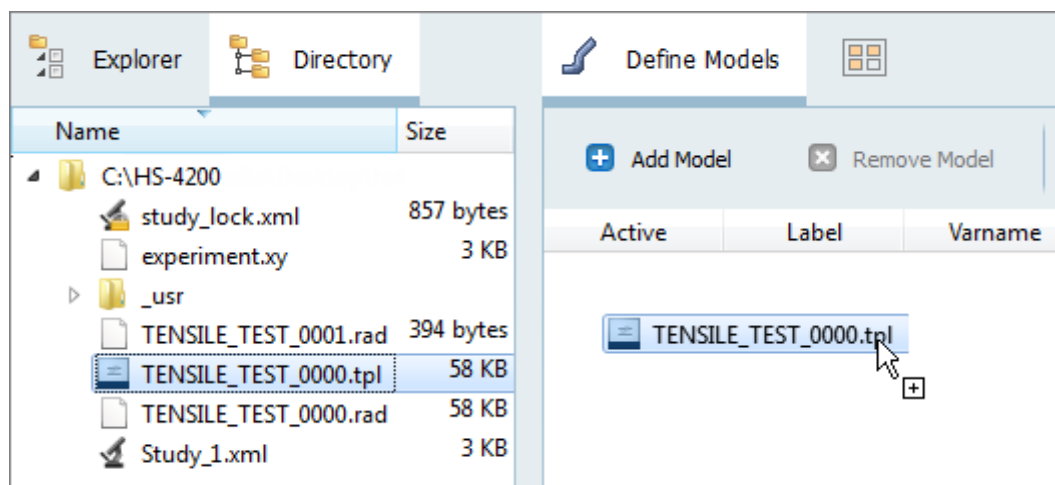 Explorer Directory Define Models
Name Size
Add Model Remove Model
C:\HS-4200
study_lock.xml 857 bytes
Active Label Varname
experiment.xy 3 KB
_usr
TENSILE_TEST_0001.rad 394 bytes
TENSILE_TEST_0000.tpl
TENSILE_TEST_0000.tpl 58 KB
TENSILE_TEST_0000.rad 58 KB
Study_1.xml 3 KB